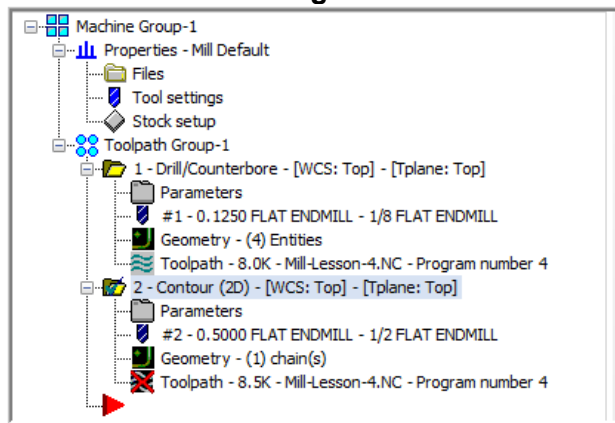 Machine Group-1
Properties - Mill Default
Files
Tool settings
Stock setup
Toolpath Group-1
1 - Drill/Counterbore - [WCS: Top] - [Tplane: Top]
Parameters
#1 - 0.1250 FLAT ENDMILL - 1/8 FLAT ENDMILL
Geometry - (4) Entities
Toolpath - 8.0K - Mill-Lesson-4.NC - Program number 4
2 - Contour (2D) - [WCS: Top] - [Tplane: Top]
Parameters
#2 - 0.5000 FLAT ENDMILL - 1/2 FLAT ENDMILL
Geometry - (1) chain(s)
Toolpath - 8.5K - Mill-Lesson-4.NC - Program number 4